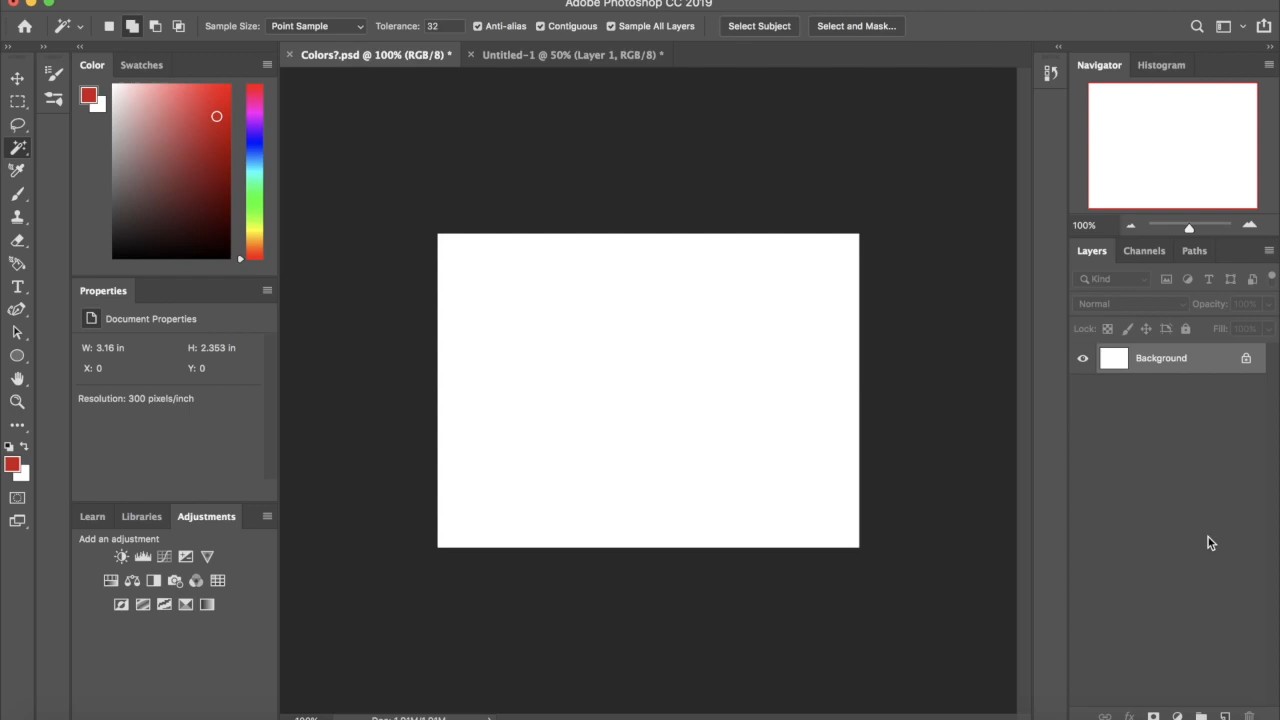 Adobe Photoshop CC 2019
Sample Size: Point Sample Tolerance: 32 Anti-alias Contiguous Sample All Layers Select Subject Select and Mask...
Colors?.psd @ 100% (RGB/8) * Untitled-1 @ 50% (Layer 1, RGB/8) *
Color Swatches
Properties
Document Properties
W: 3.16 in H: 2.353 in
X: 0 Y: 0
Resolution: 300 pixels/inch
Learn Libraries Adjustments
Add an adjustment
Navigator Histogram
100%
Layers Channels Paths
Kind
Normal Opacity: 100%
Lock: Fill: 100%
Background